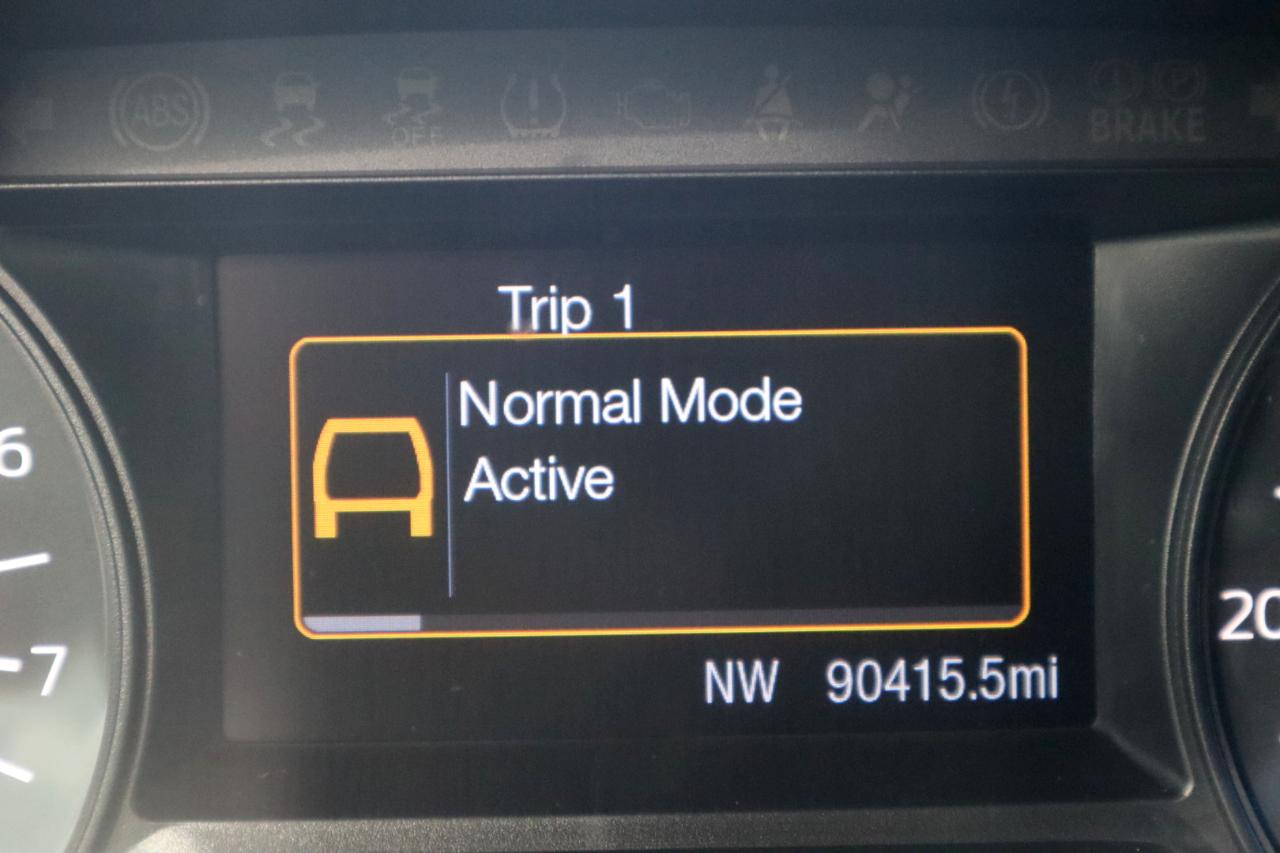 ABS
OFF
BRAKE
Trip 1
Normal Mode
Active
6
7
20
NW 90415.5mi